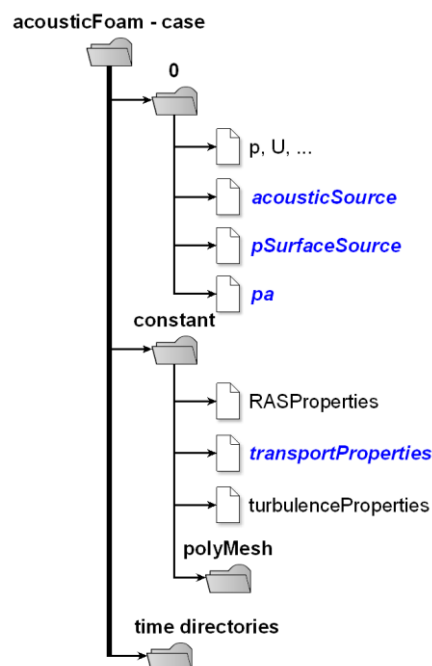 acousticFoam - case
0
p, U, ...
acousticSource
pSurfaceSource
pa
constant
RASProperties
transportProperties
turbulenceProperties
polyMesh
time directories